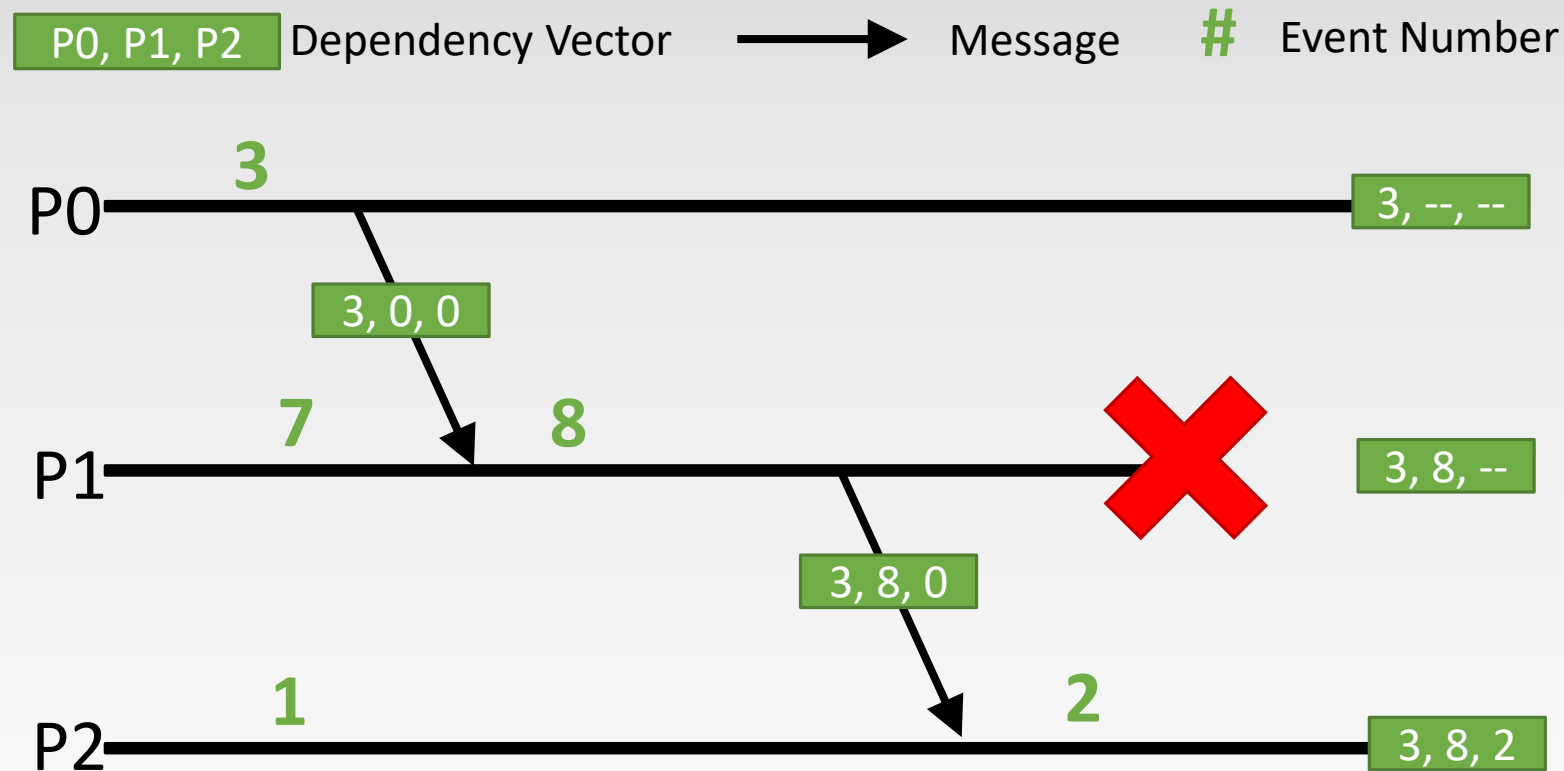 P0, P1, P2 Dependency Vector Message # Event Number
3
P0 3, --, --
3, 0, 0
7 8
P1 3, 8, --
3, 8, 0
1 2
P2 3, 8, 2